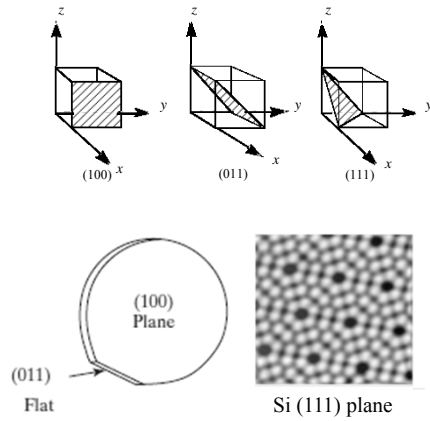 z z z
y y y
x x x
(100) (011) (111)
(100)
Plane
(011)
Flat
Si (111) plane